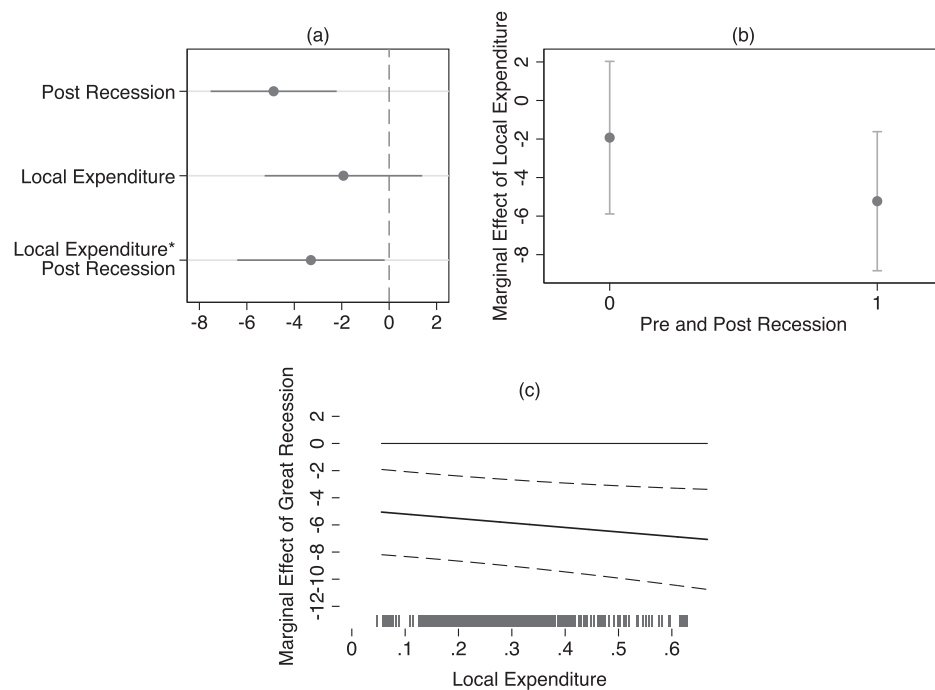 (a)
Post Recession
Local Expenditure
Local Expenditure*
Post Recession
-8 -6 -4 -2 0 2
(b)
Marginal Effect of Local Expenditure
2
0
-2
-4
-6
-8
0 1
Pre and Post Recession
(c)
Marginal Effect of Great Recession
2
0
-2
-4
-6
-8
-10
-12
0 .1 .2 .3 .4 .5 .6
Local Expenditure